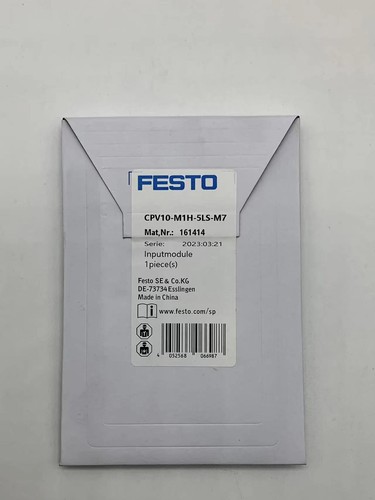 FESTO
CPV10-M1H-5LS-M7
Mat,Nr.: 161414
Serie: 2023:03:21
Inputmodule
1piece(s)
Festo SE & Co.KG
DE-73734 Esslingen
Made in China
www.festo.com/sp
4 052568 066987